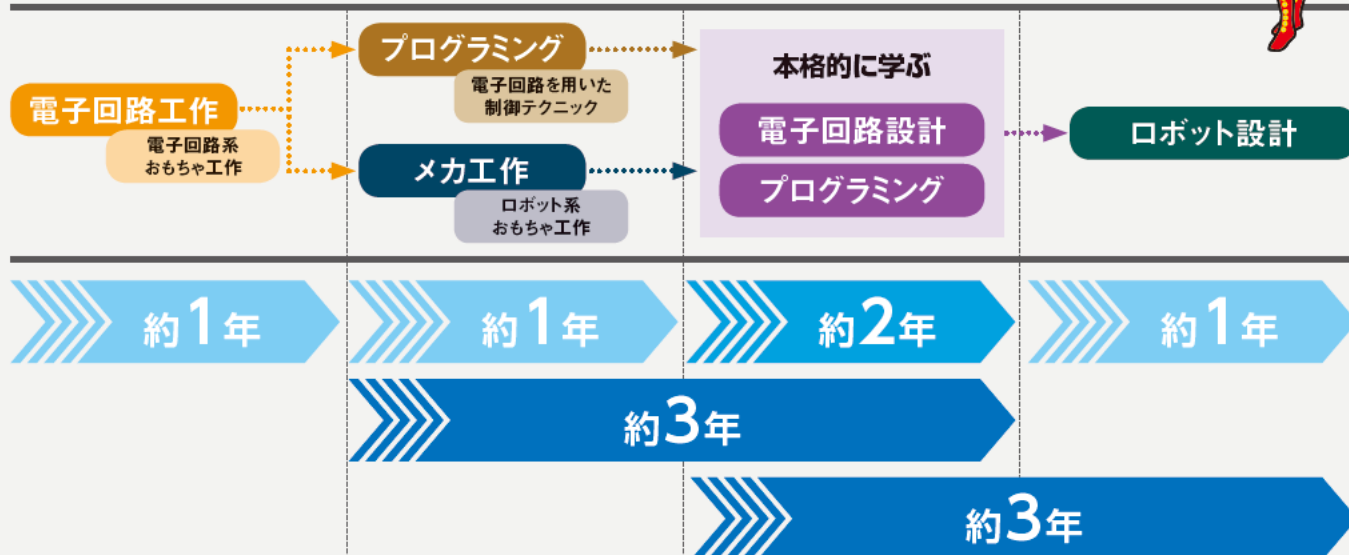 電子回路工作
電子回路系
おもちゃ工作
プログラミング
電子回路を用いた
制御テクニック
メカ工作
ロボット系
おもちゃ工作
本格的に学ぶ
電子回路設計
プログラミング
ロボット設計
約1年
約1年
約2年
約1年
約3年
約3年